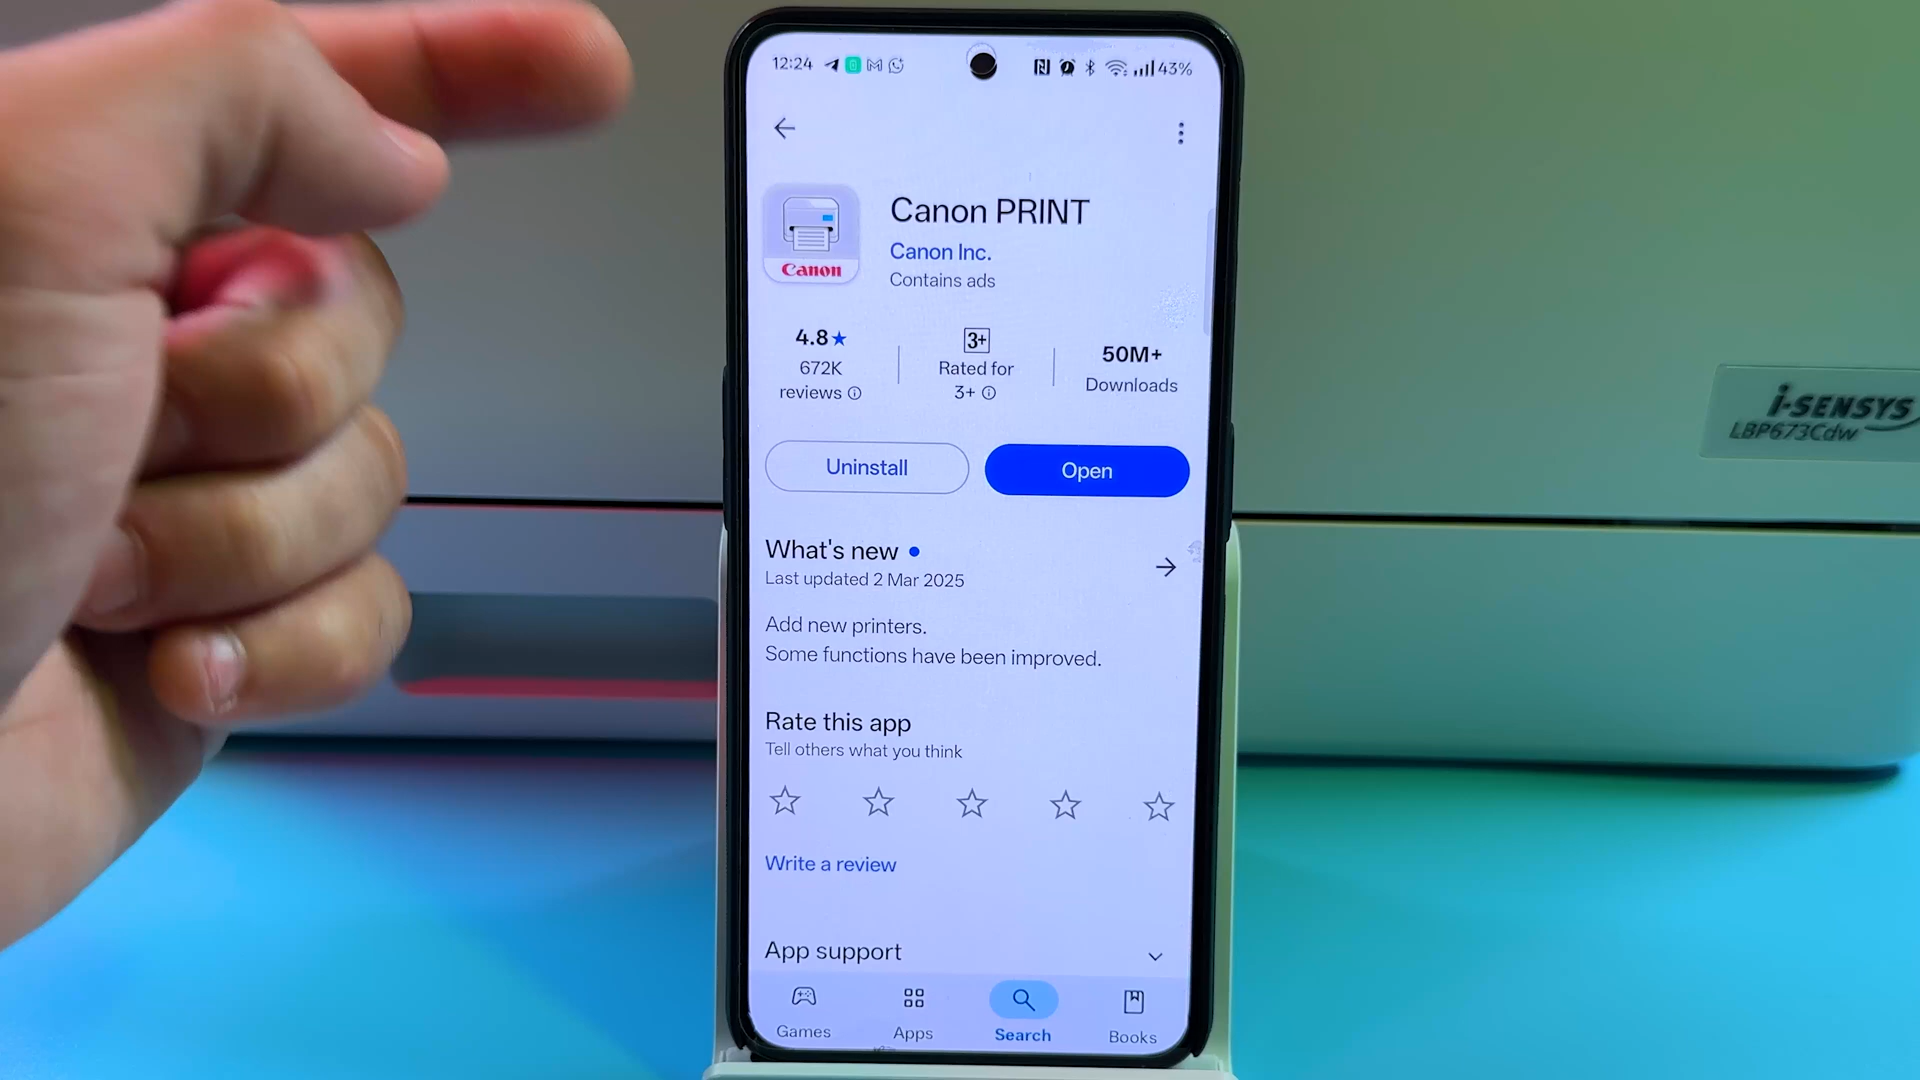 12:24
43%
Canon PRINT
Canon Inc.
Contains ads
Canon
4.8★
672K
reviews
3+
Rated for
3+
50M+
Downloads
Uninstall
Open
What's new
Last updated 2 Mar 2025
Add new printers.
Some functions have been improved.
Rate this app
Tell others what you think
Write a review
App support
Games
Apps
Search
Books
i-SENSYS
LBP673Cdw